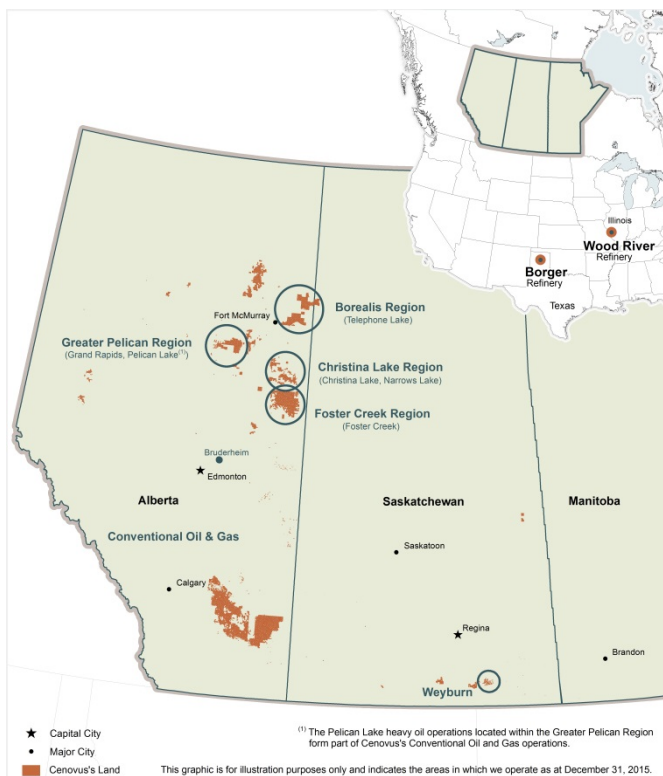 Illinois
Wood River
Refinery
Borger
Refinery
Texas
Fort McMurray
Borealis Region
(Telephone Lake)
Greater Pelican Region
(Grand Rapids, Pelican Lake(1))
Christina Lake Region
(Christina Lake, Narrows Lake)
Foster Creek Region
(Foster Creek)
Bruderheim
Edmonton
Alberta
Saskatchewan
Manitoba
Conventional Oil & Gas
Saskatoon
Calgary
Regina
Brandon
Weyburn
Capital City
Major City
Cenovus's Land
(1) The Pelican Lake heavy oil operations located within the Greater Pelican Region
form part of Cenovus's Conventional Oil and Gas operations.
This graphic is for illustration purposes only and indicates the areas in which we operate as at December 31, 2015.